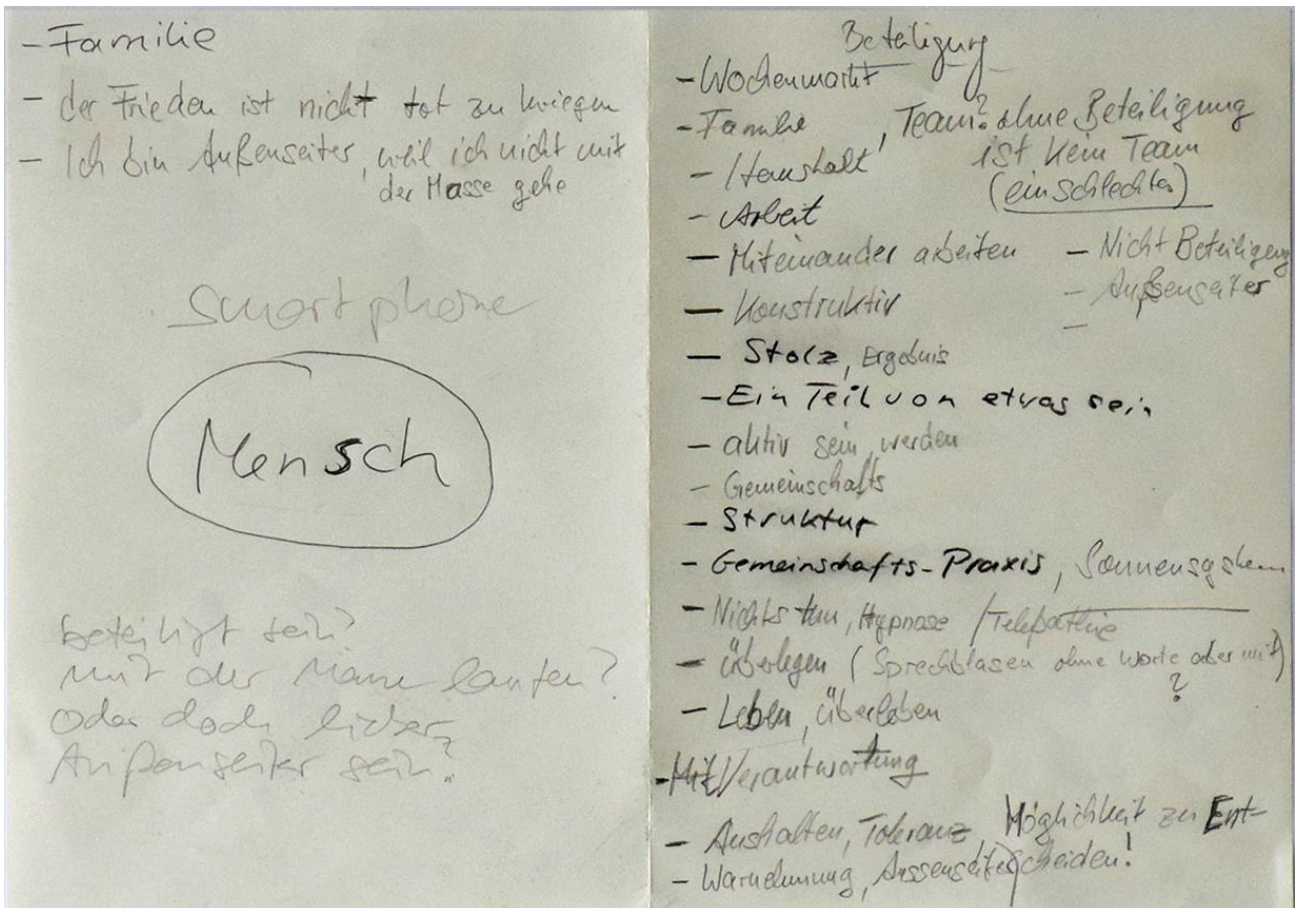 - Familie
- der Frieden ist nicht tot zu kriegen
- Ich bin Außenseiter, weil ich nicht mit
der Masse gehe
Smartphone
Mensch
beteiligt sein?
mit der Masse laufen?
Oder doch lieber
Außenseiter sein?
Beteiligung
- Wochenmarkt
- Familie , Team? ohne Beteiligung
ist kein Team
- Haushalt (ein schlechtes)
- Arbeit
- Miteinander arbeiten - Nicht Beteiligung
- Konstruktiv - Außenseiter
-
- Stolz, Ergebnis
- Ein Teil von etwas sein
- aktiv sein, werden
- Gemeinschafts
- Struktur
- Gemeinschafts-Praxis, Sonnensystem
- Nichts tun, Hypnose / Telepathie
- überlegen (Sprechblasen ohne Worte oder mit)
?
- Leben, überleben
- Mit/Verantwortung
- Aushalten, Toleranz, Möglichkeit zu Ent-
- Warnehmung, Aussenseiter scheiden!